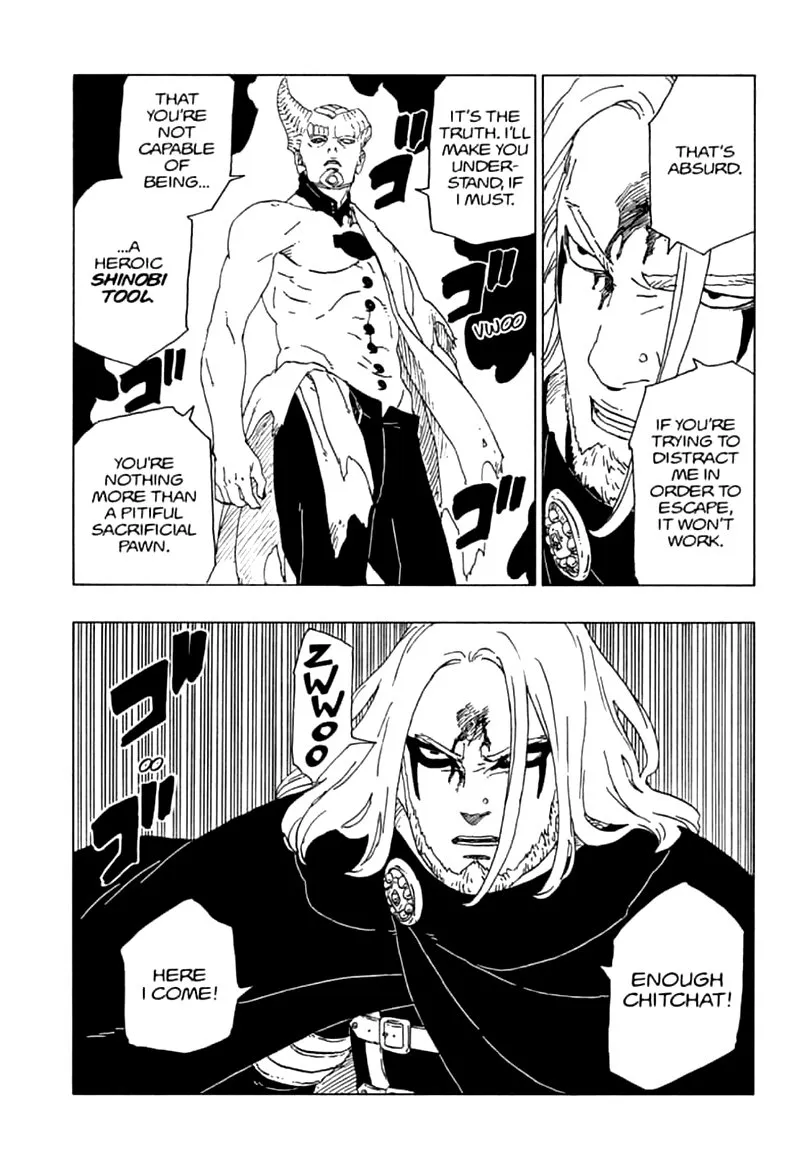 THAT'S
ABSURD.
IF YOU'RE
TRYING TO
DISTRACT
ME IN
ORDER TO
ESCAPE,
IT WON'T
WORK.
IT'S THE
TRUTH. I'LL
MAKE YOU
UNDER-
STAND, IF
I MUST.
ゴゴ
VWOO
ゴ
ゴ
THAT
YOU'RE
NOT
CAPABLE
OF
BEING...
...A
HEROIC
SHINOBI
TOOL.
YOU'RE
NOTHING
MORE THAN
A PITIFUL
SACRIFICIAL
PAWN.
ZWWOO
ENOUGH
CHITCHAT!
ゴ
OO
ゴ
HERE
I COME!